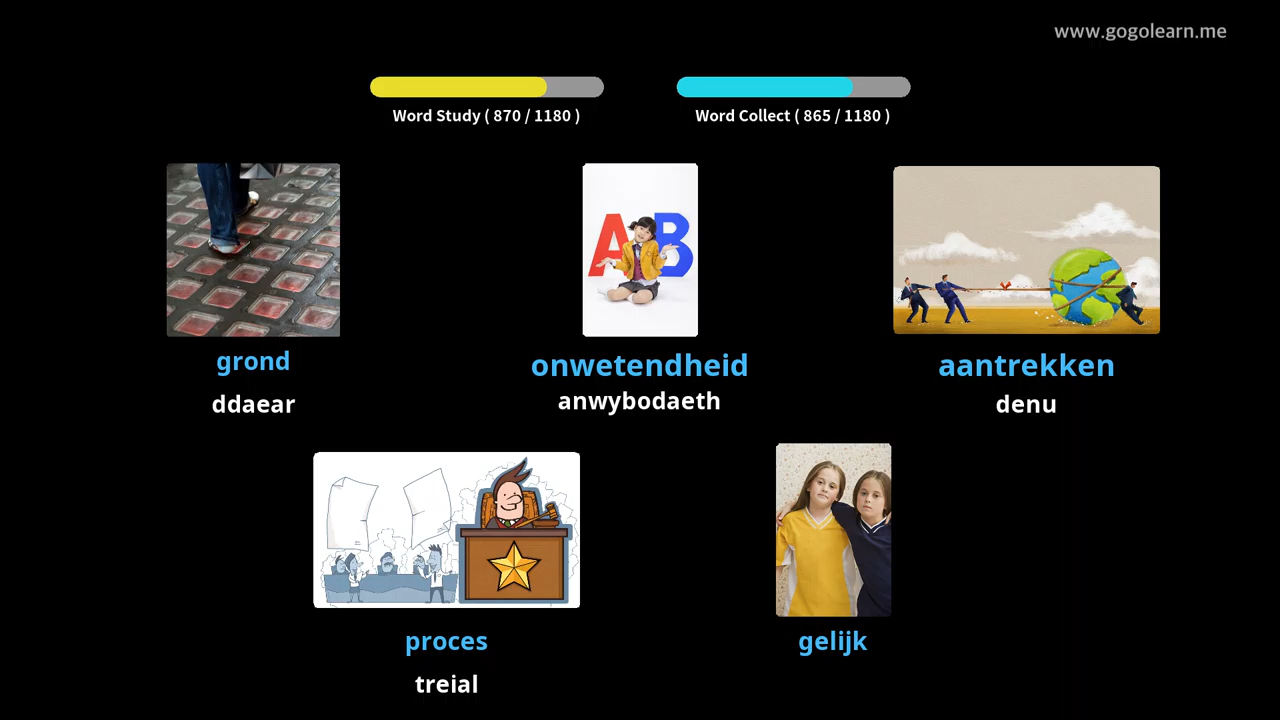 www.gogolearn.me
Word Study ( 870 / 1180 )
Word Collect ( 865 / 1180 )
A B
grond
ddaear
onwetendheid
anwybodaeth
aantrekken
denu
proces
treial
gelijk